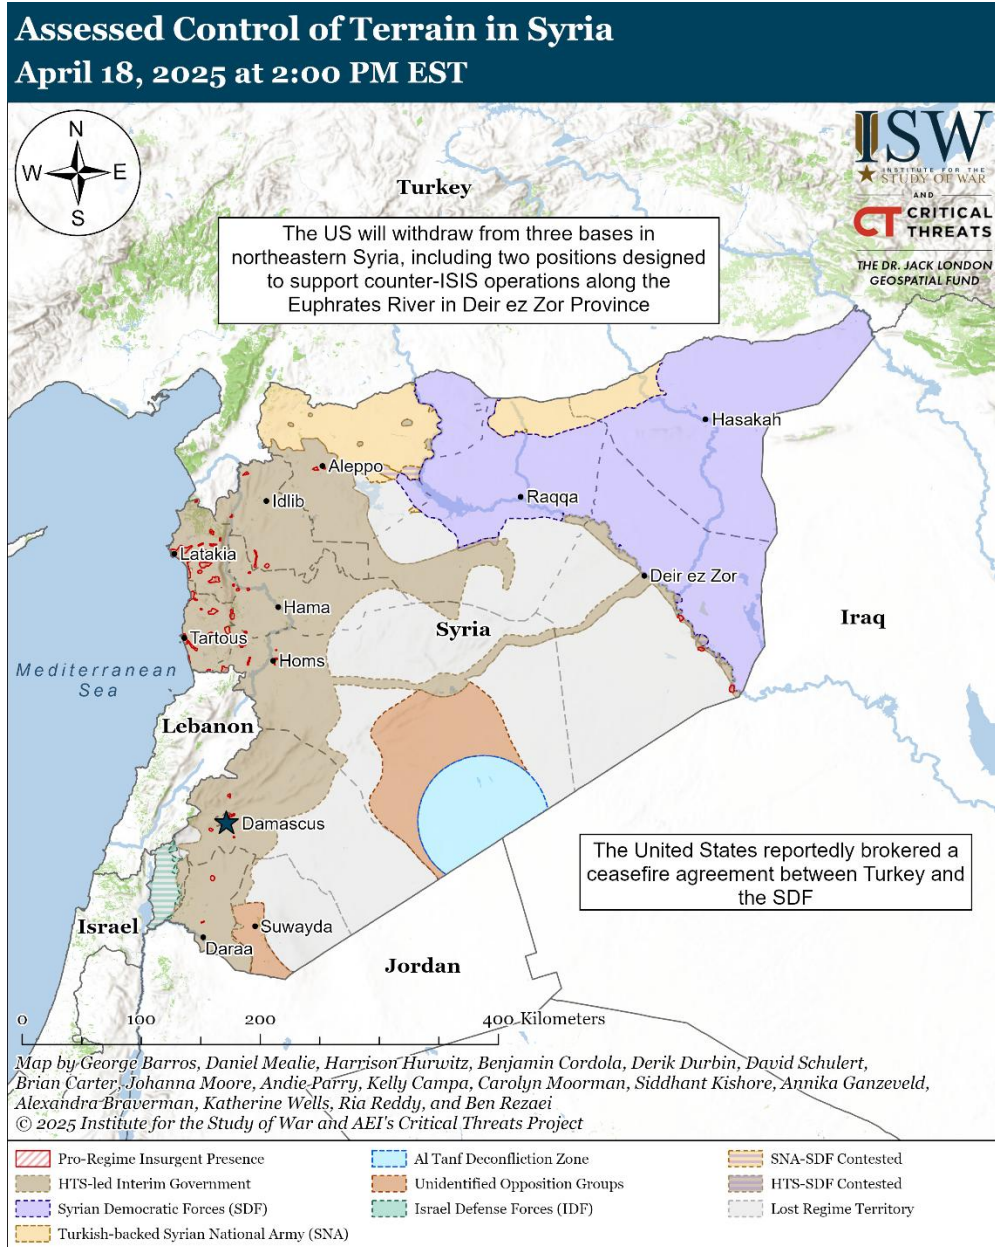 Assessed Control of Terrain in Syria
April 18, 2025 at 2:00 PM EST
N
W
E
S
ISW
INSTITUTE FOR THE
STUDY OF WAR
AND
CT CRITICAL
THREATS
THE DR. JACK LONDON
GEOSPATIAL FUND
Turkey
The US will withdraw from three bases in
northeastern Syria, including two positions designed
to support counter-ISIS operations along the
Euphrates River in Deir ez Zor Province
Hasakah
Aleppo
Idlib
Raqqa
Latakia
Deir ez Zor
Hama
Syria
Iraq
Tartous
Homs
Mediterranean
Sea
Lebanon
Damascus
The United States reportedly brokered a
ceasefire agreement between Turkey and
the SDF
Israel
Suwayda
Daraa
Jordan
0 100 200 400 Kilometers
Map by George Barros, Daniel Mealie, Harrison Hurwitz, Benjamin Cordola, Derik Durbin, David Schulert,
Brian Carter, Johanna Moore, Andie Parry, Kelly Campa, Carolyn Moorman, Siddhant Kishore, Annika Ganzeveld,
Alexandra Braverman, Katherine Wells, Ria Reddy, and Ben Rezaei
© 2025 Institute for the Study of War and AEI's Critical Threats Project
Pro-Regime Insurgent Presence
HTS-led Interim Government
Syrian Democratic Forces (SDF)
Turkish-backed Syrian National Army (SNA)
Al Tanf Deconfliction Zone
Unidentified Opposition Groups
Israel Defense Forces (IDF)
SNA-SDF Contested
HTS-SDF Contested
Lost Regime Territory